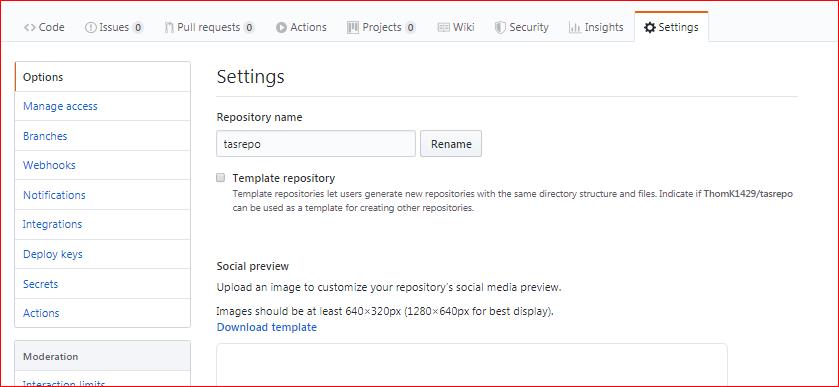 Code Issues 0 Pull requests 0 Actions Projects 0 Wiki Security Insights Settings
Options
Manage access
Branches
Webhooks
Notifications
Integrations
Deploy keys
Secrets
Actions
Moderation
Interaction limits
Settings
Repository name
tasrepo Rename
Template repository
Template repositories let users generate new repositories with the same directory structure and files. Indicate if ThomK1429/tasrepo
can be used as a template for creating other repositories.
Social preview
Upload an image to customize your repository's social media preview.
Images should be at least 640×320px (1280×640px for best display).
Download template